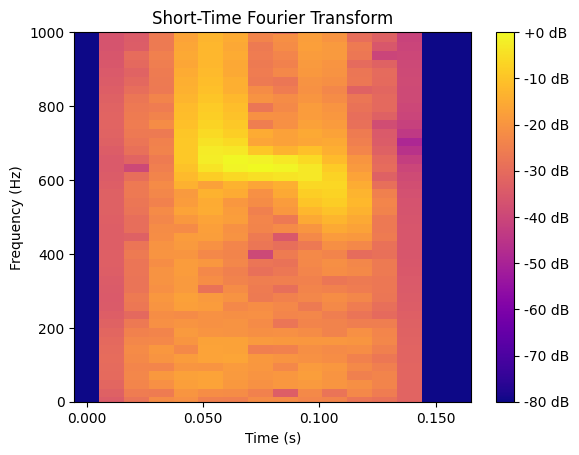 Short-Time Fourier Transform
1000
800
600
400
200
0
Frequency (Hz)
0.000
0.050
0.100
0.150
Time (s)
+0 dB
-10 dB
-20 dB
-30 dB
-40 dB
-50 dB
-60 dB
-70 dB
-80 dB